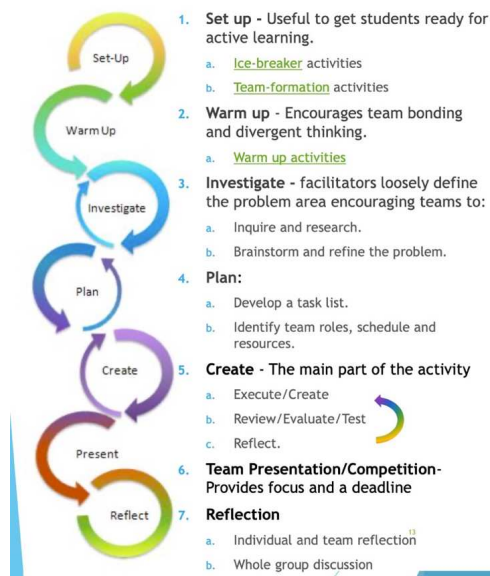 Set-Up
Warm Up
Investigate
Plan
Create
Present
Reflect
1. Set up - Useful to get students ready for
active learning.
a. Ice-breaker activities
b. Team-formation activities
2. Warm up - Encourages team bonding
and divergent thinking.
a. Warm up activities
3. Investigate - facilitators loosely define
the problem area encouraging teams to:
a. Inquire and research.
b. Brainstorm and refine the problem.
4. Plan:
a. Develop a task list.
b. Identify team roles, schedule and
resources.
5. Create - The main part of the activity
a. Execute/Create
b. Review/Evaluate/Test
c. Reflect.
6. Team Presentation/Competition-
Provides focus and a deadline
7. Reflection
13
a. Individual and team reflection
b. Whole group discussion